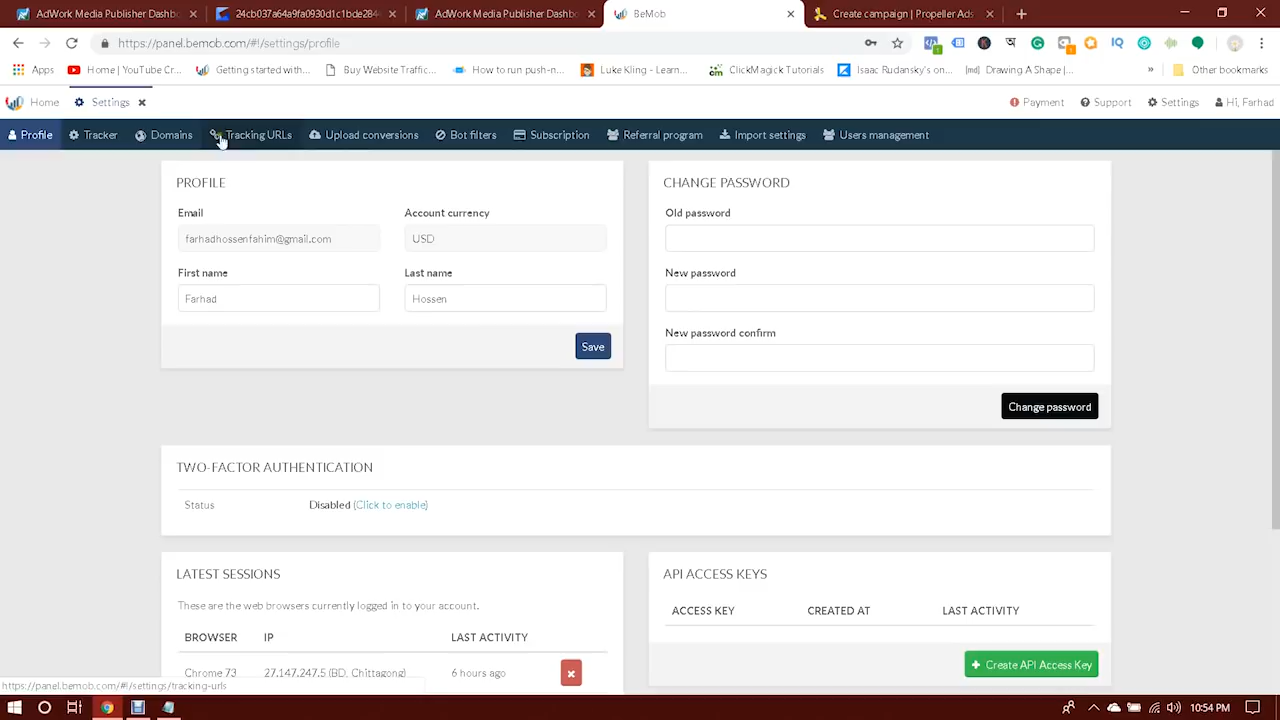 AdWork Media Publisher Dashbo
24cb037a64a9fa0930d1c1bde284
AdWork Media Publisher Dashbo
BeMob
Create campaign | Propeller Ads
https://panel.bemob.com/#!/settings/profile
Apps
Home | YouTube Cr...
Getting started with...
Buy Website Traffic...
How to run push-n...
Luke Kling - Learn...
ClickMagick Tutorials
Isaac Rudansky's on...
Drawing A Shape |...
»
Other bookmarks
Home
Settings
Payment
Support
Settings
Hi, Farhad
Profile
Tracker
Domains
Tracking URLs
Upload conversions
Bot filters
Subscription
Referral program
Import settings
Users management
PROFILE
Email
Account currency
farhadhossenfahim@gmail.com
USD
First name
Last name
Farhad
Hossen
Save
CHANGE PASSWORD
Old password
New password
New password confirm
Change password
TWO-FACTOR AUTHENTICATION
Status
Disabled (Click to enable)
LATEST SESSIONS
These are the web browsers currently logged in to your account.
BROWSER IP LAST ACTIVITY
Chrome 73 27.147.247.5 (BD, Chittagong) 6 hours ago
API ACCESS KEYS
ACCESS KEY CREATED AT LAST ACTIVITY
Create API Access Key
https://panel.bemob.com/#!/settings/tracking-urls
10:54 PM